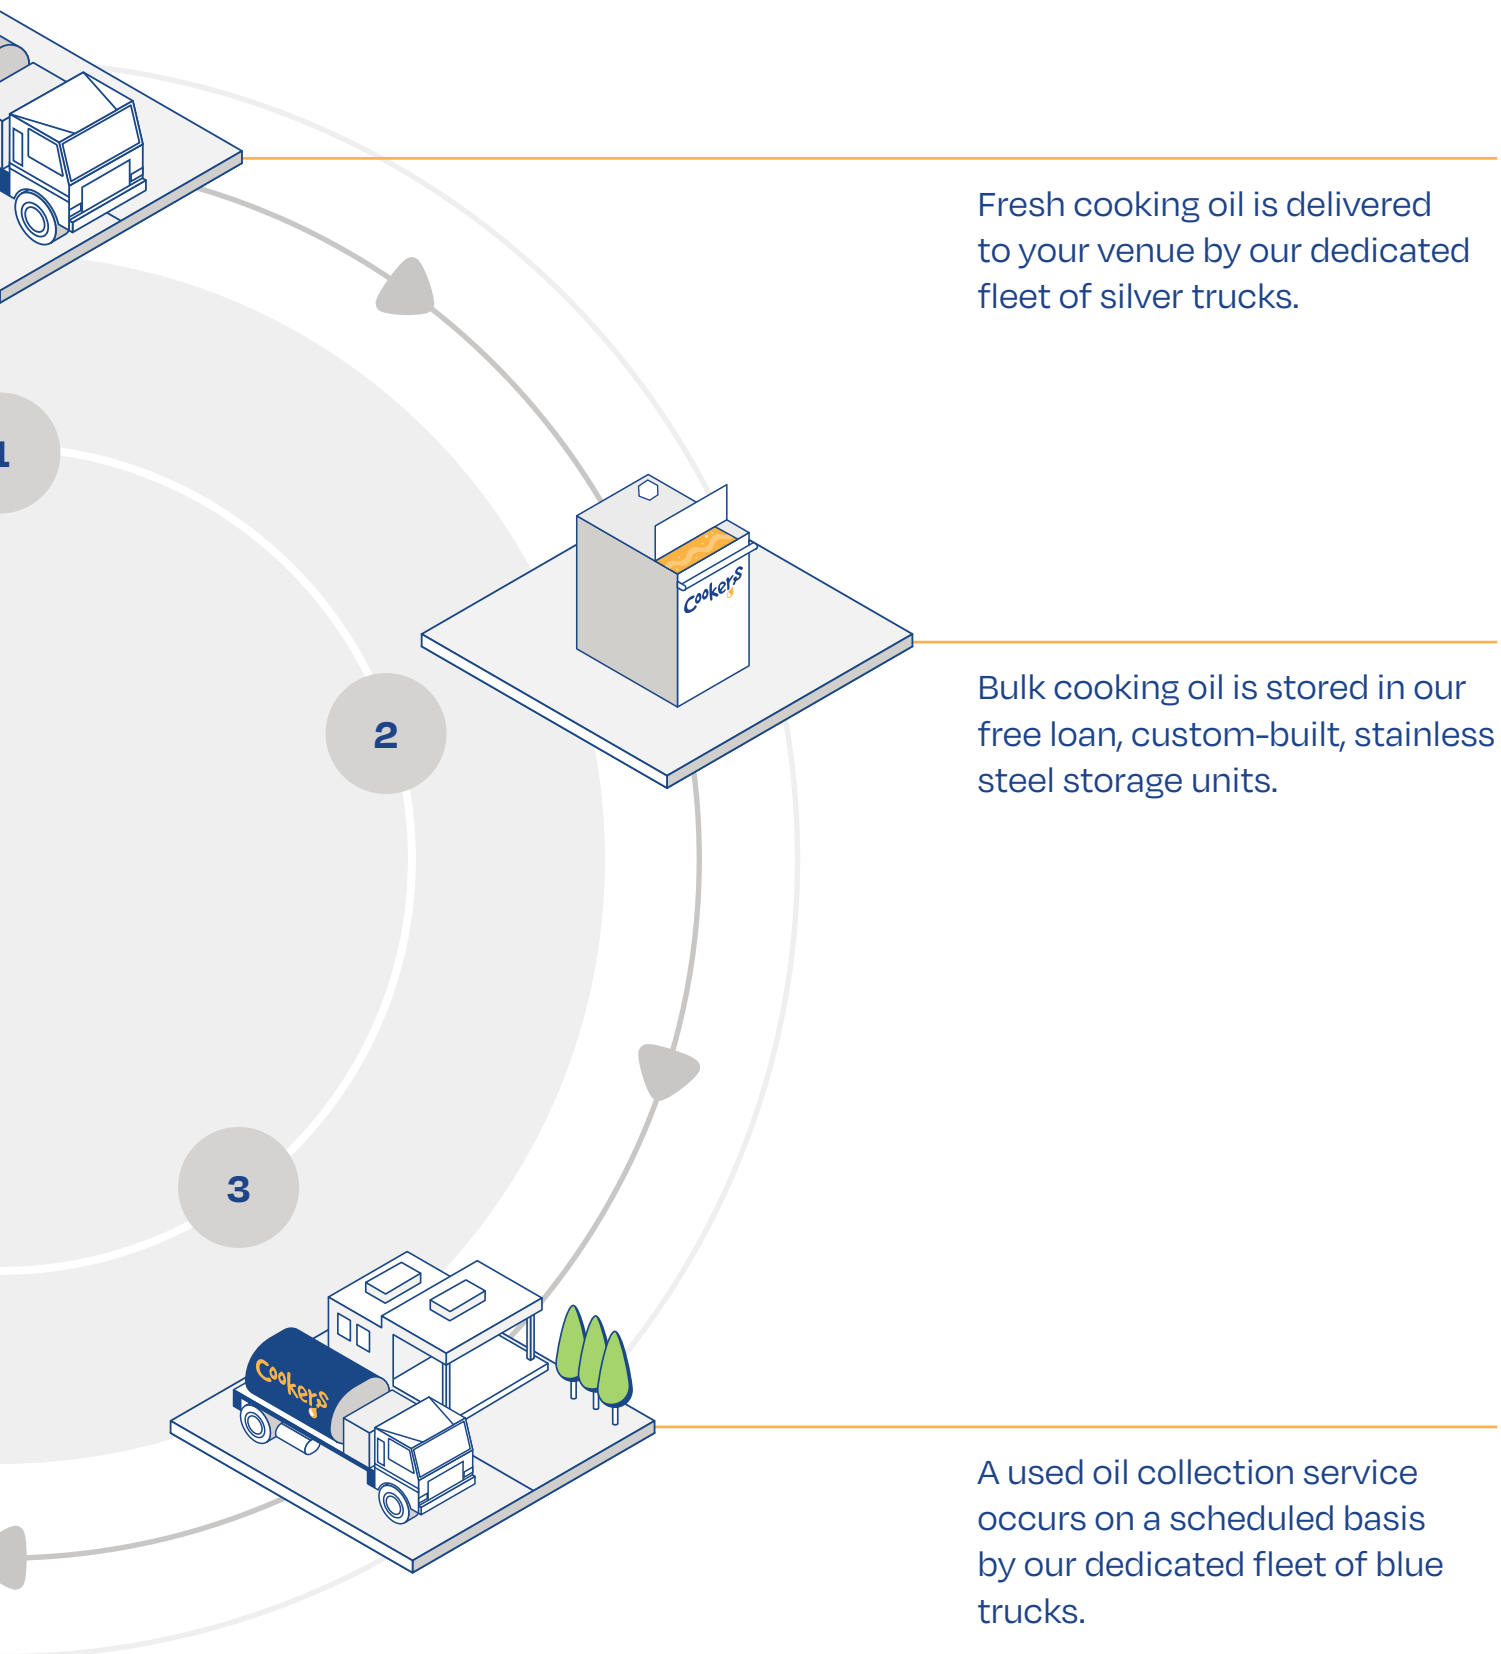 Fresh cooking oil is delivered
to your venue by our dedicated
fleet of silver trucks.
1
Cookers
2
Bulk cooking oil is stored in our
free loan, custom-built, stainless
steel storage units.
3
Cookers
A used oil collection service
occurs on a scheduled basis
by our dedicated fleet of blue
trucks.